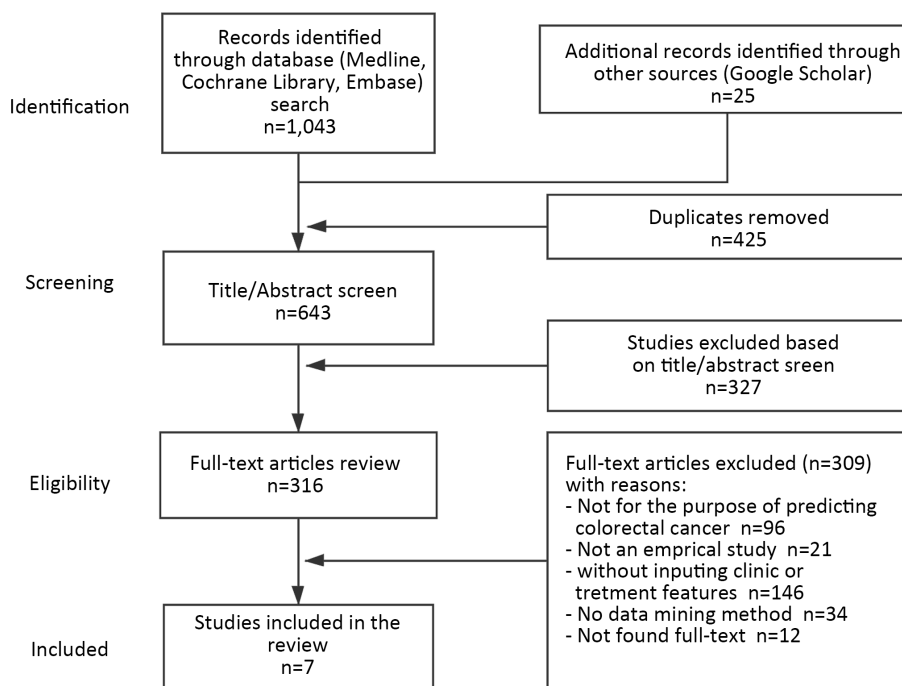 Identification
Records identified
through database (Medline,
Cochrane Library, Embase)
search
n=1,043
Additional records identified through
other sources (Google Scholar)
n=25
Duplicates removed
n=425
Screening
Title/Abstract screen
n=643
Studies excluded based
on title/abstract sreen
n=327
Eligibility
Full-text articles review
n=316
Full-text articles excluded (n=309)
with reasons:
- Not for the purpose of predicting
colorectal cancer n=96
- Not an emprical study n=21
- without inputing clinic or
tretment features n=146
- No data mining method n=34
- Not found full-text n=12
Included
Studies included in the
review
n=7